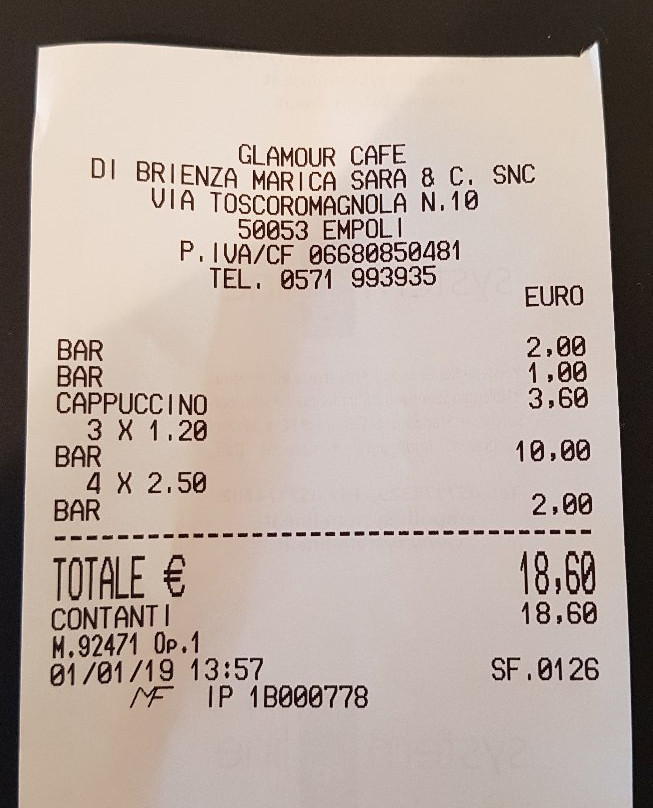 GLAMOUR CAFE
DI BRIENZA MARICA SARA & C. SNC
VIA TOSCOROMAGNOLA N.10
50053 EMPOLI
P.IVA/CF 06680850481
TEL. 0571 993935
EURO
BAR 2,00
BAR 1,00
CAPPUCCINO 3,60
3 X 1.20
BAR 10,00
4 X 2.50
BAR 2,00
TOTALE € 18,60
CONTANTI 18,60
M.92471 Op.1
01/01/19 13:57 SF.0126
MF IP 1B000778